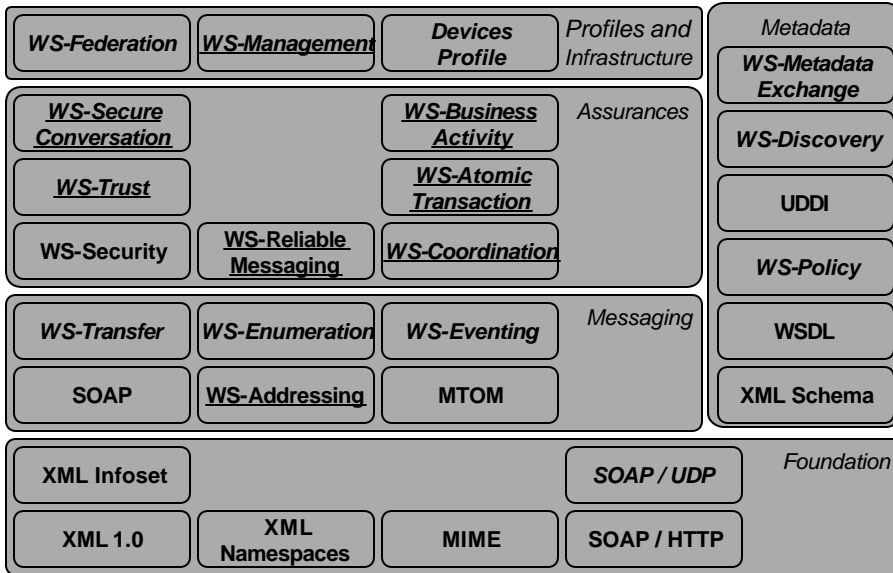 WS-Federation
WS-Management
Devices
Profile
Profiles and
Infrastructure
WS-Secure
Conversation
WS-Business
Activity
Assurances
WS-Trust
WS-Atomic
Transaction
WS-Security
WS-Reliable
Messaging
WS-Coordination
WS-Transfer
WS-Enumeration
WS-Eventing
Messaging
SOAP
WS-Addressing
MTOM
Metadata
WS-Metadata
Exchange
WS-Discovery
UDDI
WS-Policy
WSDL
XML Schema
XML Infoset
SOAP / UDP
Foundation
XML 1.0
XML
Namespaces
MIME
SOAP / HTTP